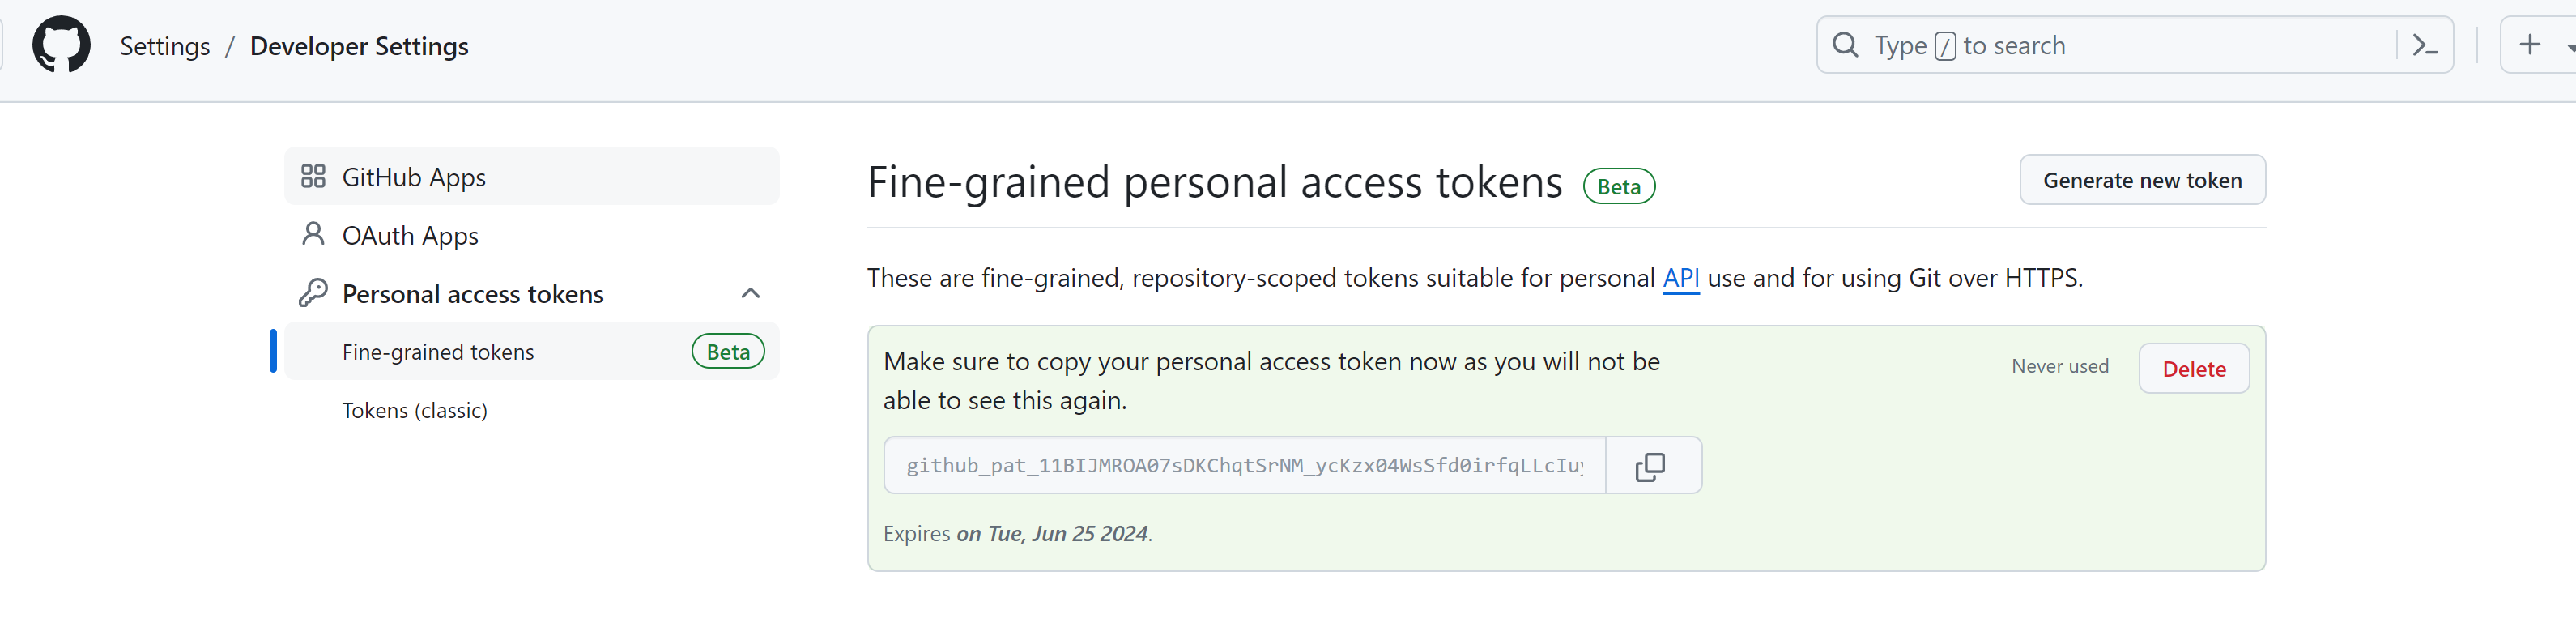 Settings / Developer Settings
Type / to search
GitHub Apps
OAuth Apps
Personal access tokens
Fine-grained tokens Beta
Tokens (classic)
Fine-grained personal access tokens Beta
Generate new token
These are fine-grained, repository-scoped tokens suitable for personal API use and for using Git over HTTPS.
Make sure to copy your personal access token now as you will not be
able to see this again.
Never used
Delete
github_pat_11BIJMROA07sDKChqtSrNM_ycKzx04WsSfd0irfqLLcIuy
Expires on Tue, Jun 25 2024.